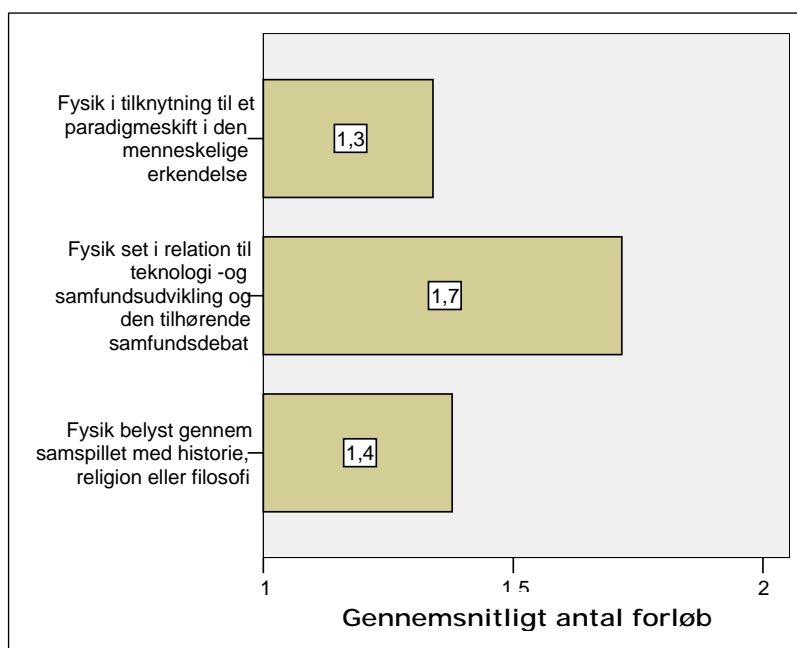 Fysik i tilknytning til et
paradigmeskift i den
menneskelige
erkendelse
1,3
Fysik set i relation til
teknologi -og
samfundsudvikling og
den tilhørende
samfundsdebat
1,7
Fysik belyst gennem
samspillet med historie,
religion eller filosofi
1,4
1 1,5 2
Gennemsnitligt antal forløb